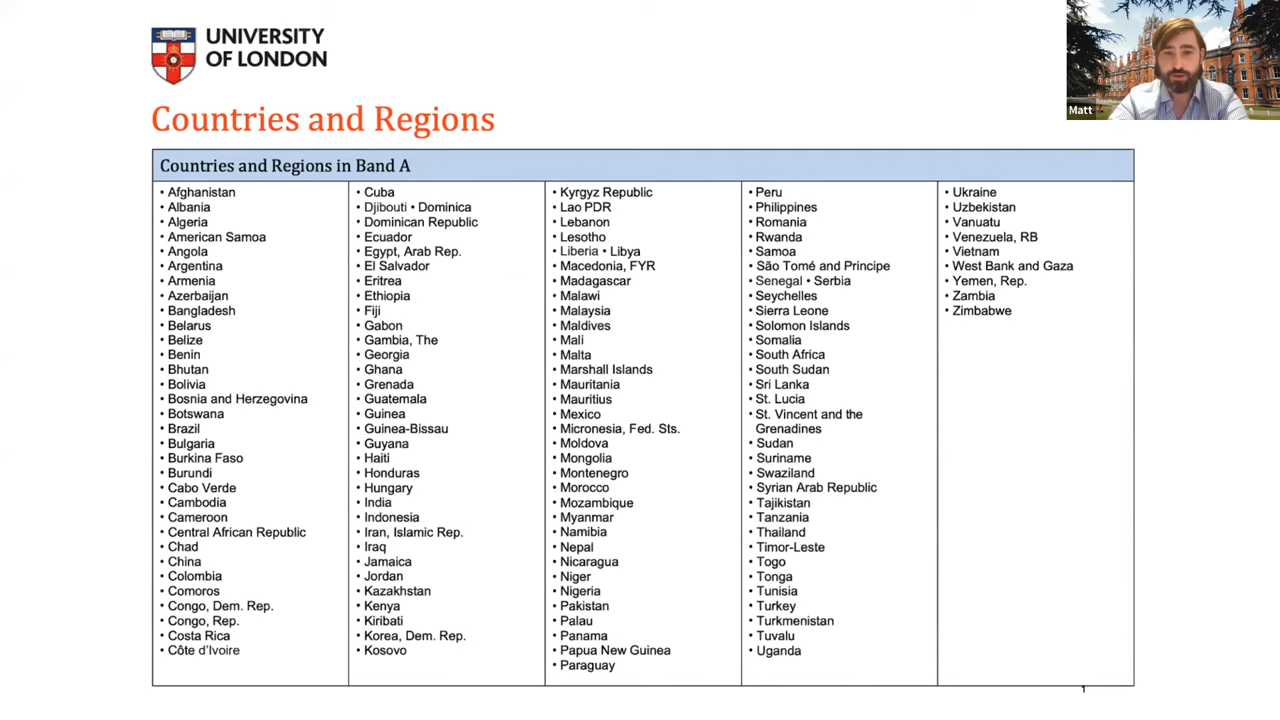 UNIVERSITY
OF LONDON
Matt
Countries and Regions
Countries and Regions in Band A
• Afghanistan
• Albania
• Algeria
• American Samoa
• Angola
• Argentina
• Armenia
• Azerbaijan
• Bangladesh
• Belarus
• Belize
• Benin
• Bhutan
• Bolivia
• Bosnia and Herzegovina
• Botswana
• Brazil
• Bulgaria
• Burkina Faso
• Burundi
• Cabo Verde
• Cambodia
• Cameroon
• Central African Republic
• Chad
• China
• Colombia
• Comoros
• Congo, Dem. Rep.
• Congo, Rep.
• Costa Rica
• Côte d'Ivoire
• Cuba
• Djibouti • Dominica
• Dominican Republic
• Ecuador
• Egypt, Arab Rep.
• El Salvador
• Eritrea
• Ethiopia
• Fiji
• Gabon
• Gambia, The
• Georgia
• Ghana
• Grenada
• Guatemala
• Guinea
• Guinea-Bissau
• Guyana
• Haiti
• Honduras
• Hungary
• India
• Indonesia
• Iran, Islamic Rep.
• Iraq
• Jamaica
• Jordan
• Kazakhstan
• Kenya
• Kiribati
• Korea, Dem. Rep.
• Kosovo
• Kyrgyz Republic
• Lao PDR
• Lebanon
• Lesotho
• Liberia • Libya
• Macedonia, FYR
• Madagascar
• Malawi
• Malaysia
• Maldives
• Mali
• Malta
• Marshall Islands
• Mauritania
• Mauritius
• Mexico
• Micronesia, Fed. Sts.
• Moldova
• Mongolia
• Montenegro
• Morocco
• Mozambique
• Myanmar
• Namibia
• Nepal
• Nicaragua
• Niger
• Nigeria
• Pakistan
• Palau
• Panama
• Papua New Guinea
• Paraguay
• Peru
• Philippines
• Romania
• Rwanda
• Samoa
• São Tomé and Principe
• Senegal • Serbia
• Seychelles
• Sierra Leone
• Solomon Islands
• Somalia
• South Africa
• South Sudan
• Sri Lanka
• St. Lucia
• St. Vincent and the
Grenadines
• Sudan
• Suriname
• Swaziland
• Syrian Arab Republic
• Tajikistan
• Tanzania
• Thailand
• Timor-Leste
• Togo
• Tonga
• Tunisia
• Turkey
• Turkmenistan
• Tuvalu
• Uganda
• Ukraine
• Uzbekistan
• Vanuatu
• Venezuela, RB
• Vietnam
• West Bank and Gaza
• Yemen, Rep.
• Zambia
• Zimbabwe
1